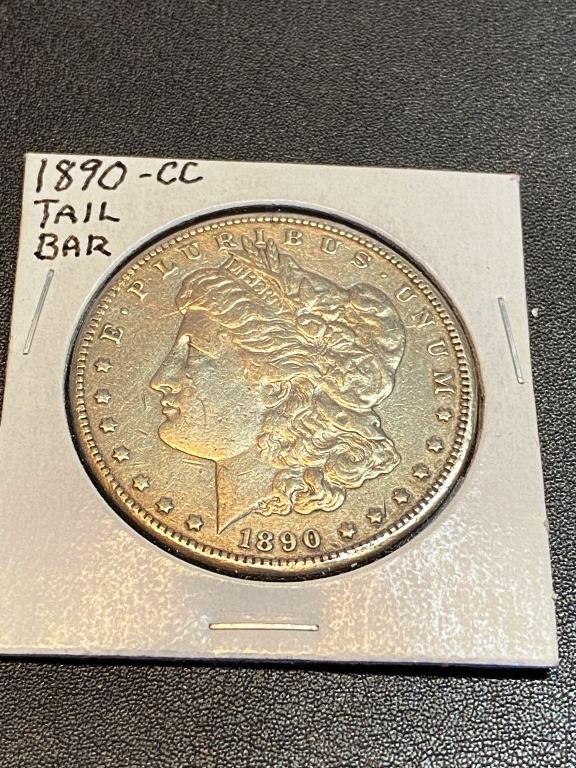 1890-CC
TAIL
BAR
E·PLURIBUS·UNUM
LIBERTY
1890